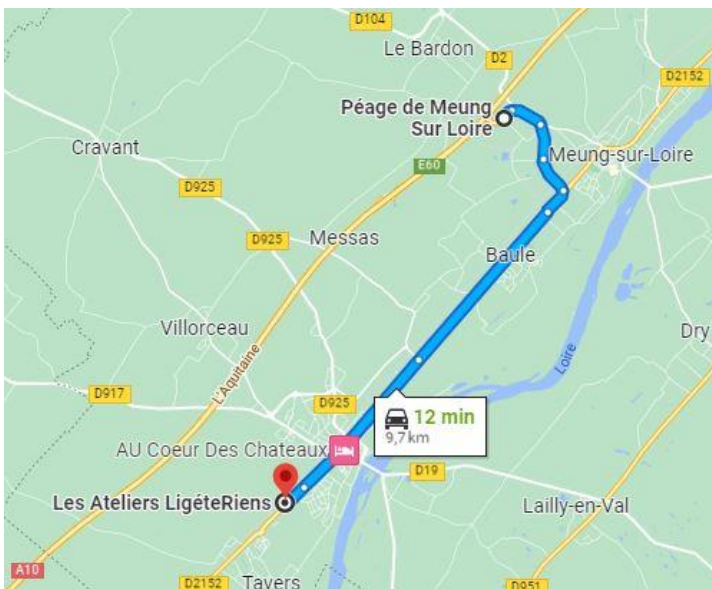 D104
Le Bardon
D2
D2152
Péage de Meung
Sur Loire
Cravant
Meung-sur-Loire
E60
D925
D925
Messas
Baule
Villorceau
Dry
L'Aquitaine
Loire
D917
D925
12 min
9,7 km
AU Coeur Des Chateaux
D19
Les Ateliers LigéteRiens
Lailly-en-Val
A10
D2152
Tavers
D951